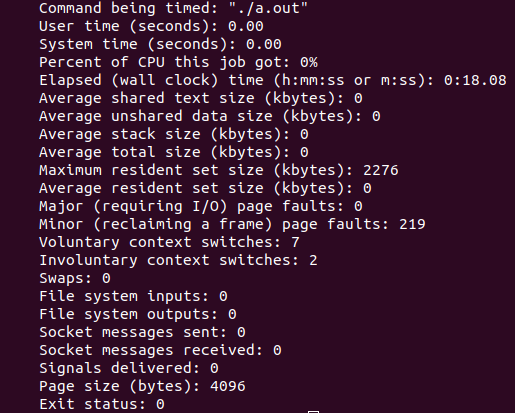 Command being timed: "./a.out"
User time (seconds): 0.00
System time (seconds): 0.00
Percent of CPU this job got: 0%
Elapsed (wall clock) time (h:mm:ss or m:ss): 0:18.08
Average shared text size (kbytes): 0
Average unshared data size (kbytes): 0
Average stack size (kbytes): 0
Average total size (kbytes): 0
Maximum resident set size (kbytes): 2276
Average resident set size (kbytes): 0
Major (requiring I/O) page faults: 0
Minor (reclaiming a frame) page faults: 219
Voluntary context switches: 7
Involuntary context switches: 2
Swaps: 0
File system inputs: 0
File system outputs: 0
Socket messages sent: 0
Socket messages received: 0
Signals delivered: 0
Page size (bytes): 4096
Exit status: 0